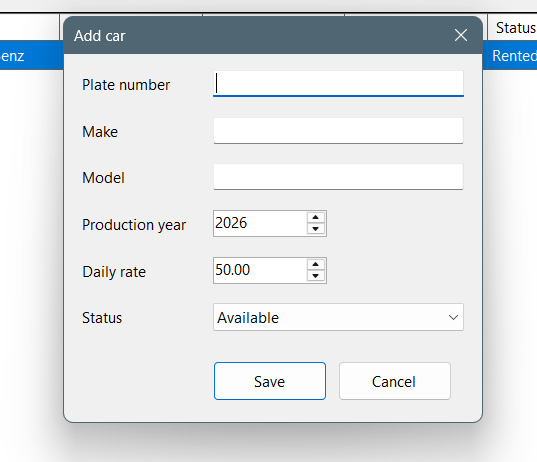 Status
Add car
enz
Rented
Plate number
Make
Model
Production year 2026
Daily rate 50.00
Status Available
Save Cancel